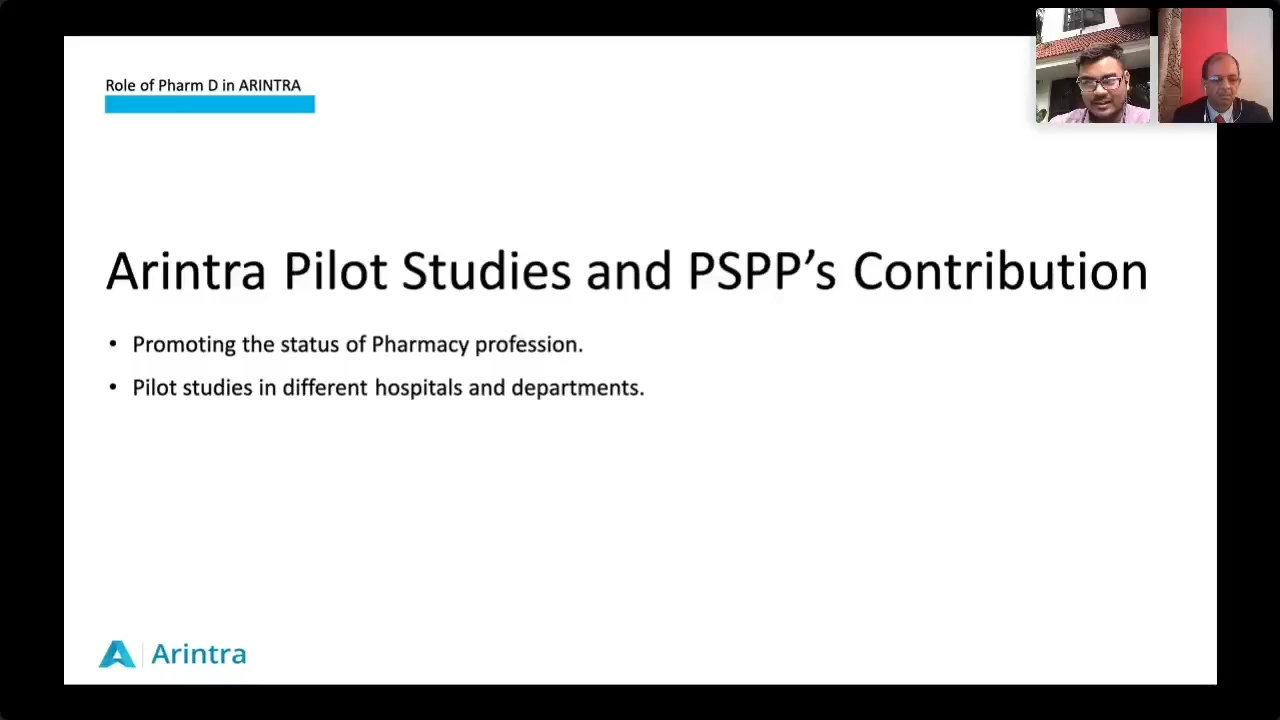 Role of Pharm D in ARINTRA
Arintra Pilot Studies and PSPP’s Contribution
• Promoting the status of Pharmacy profession.
• Pilot studies in different hospitals and departments.
Arintra